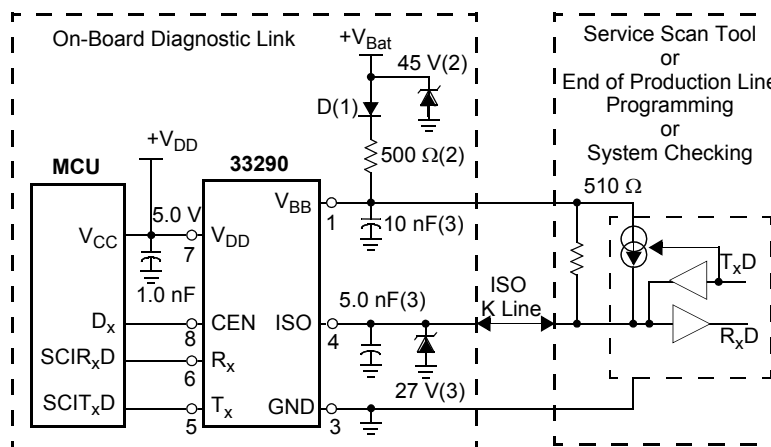 On-Board Diagnostic Link
+VBat
45 V(2)
D(1)
500 Ω(2)
+VDD
MCU
33290
VBB
1
10 nF(3)
VCC
5.0 V
VDD
7
1.0 nF
Dx
CEN
8
ISO
4
5.0 nF(3)
SCIRxD
Rx
6
SCITxD
Tx
5
GND
3
27 V(3)
ISO
K Line
Service Scan Tool
or
End of Production Line
Programming
or
System Checking
510 Ω
TxD
RxD